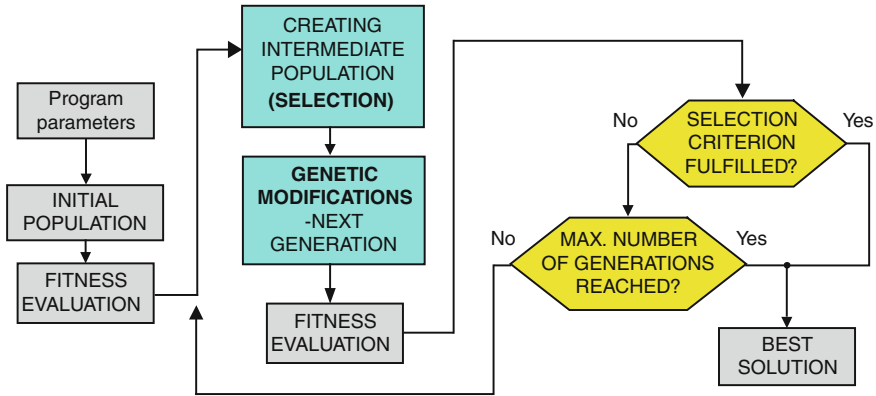 Program
parameters
INITIAL
POPULATION
FITNESS
EVALUATION
CREATING
INTERMEDIATE
POPULATION
(SELECTION)
GENETIC
MODIFICATIONS
-NEXT
GENERATION
FITNESS
EVALUATION
No
SELECTION
CRITERION
FULFILLED?
Yes
No
MAX. NUMBER
OF GENERATIONS
REACHED?
Yes
BEST
SOLUTION